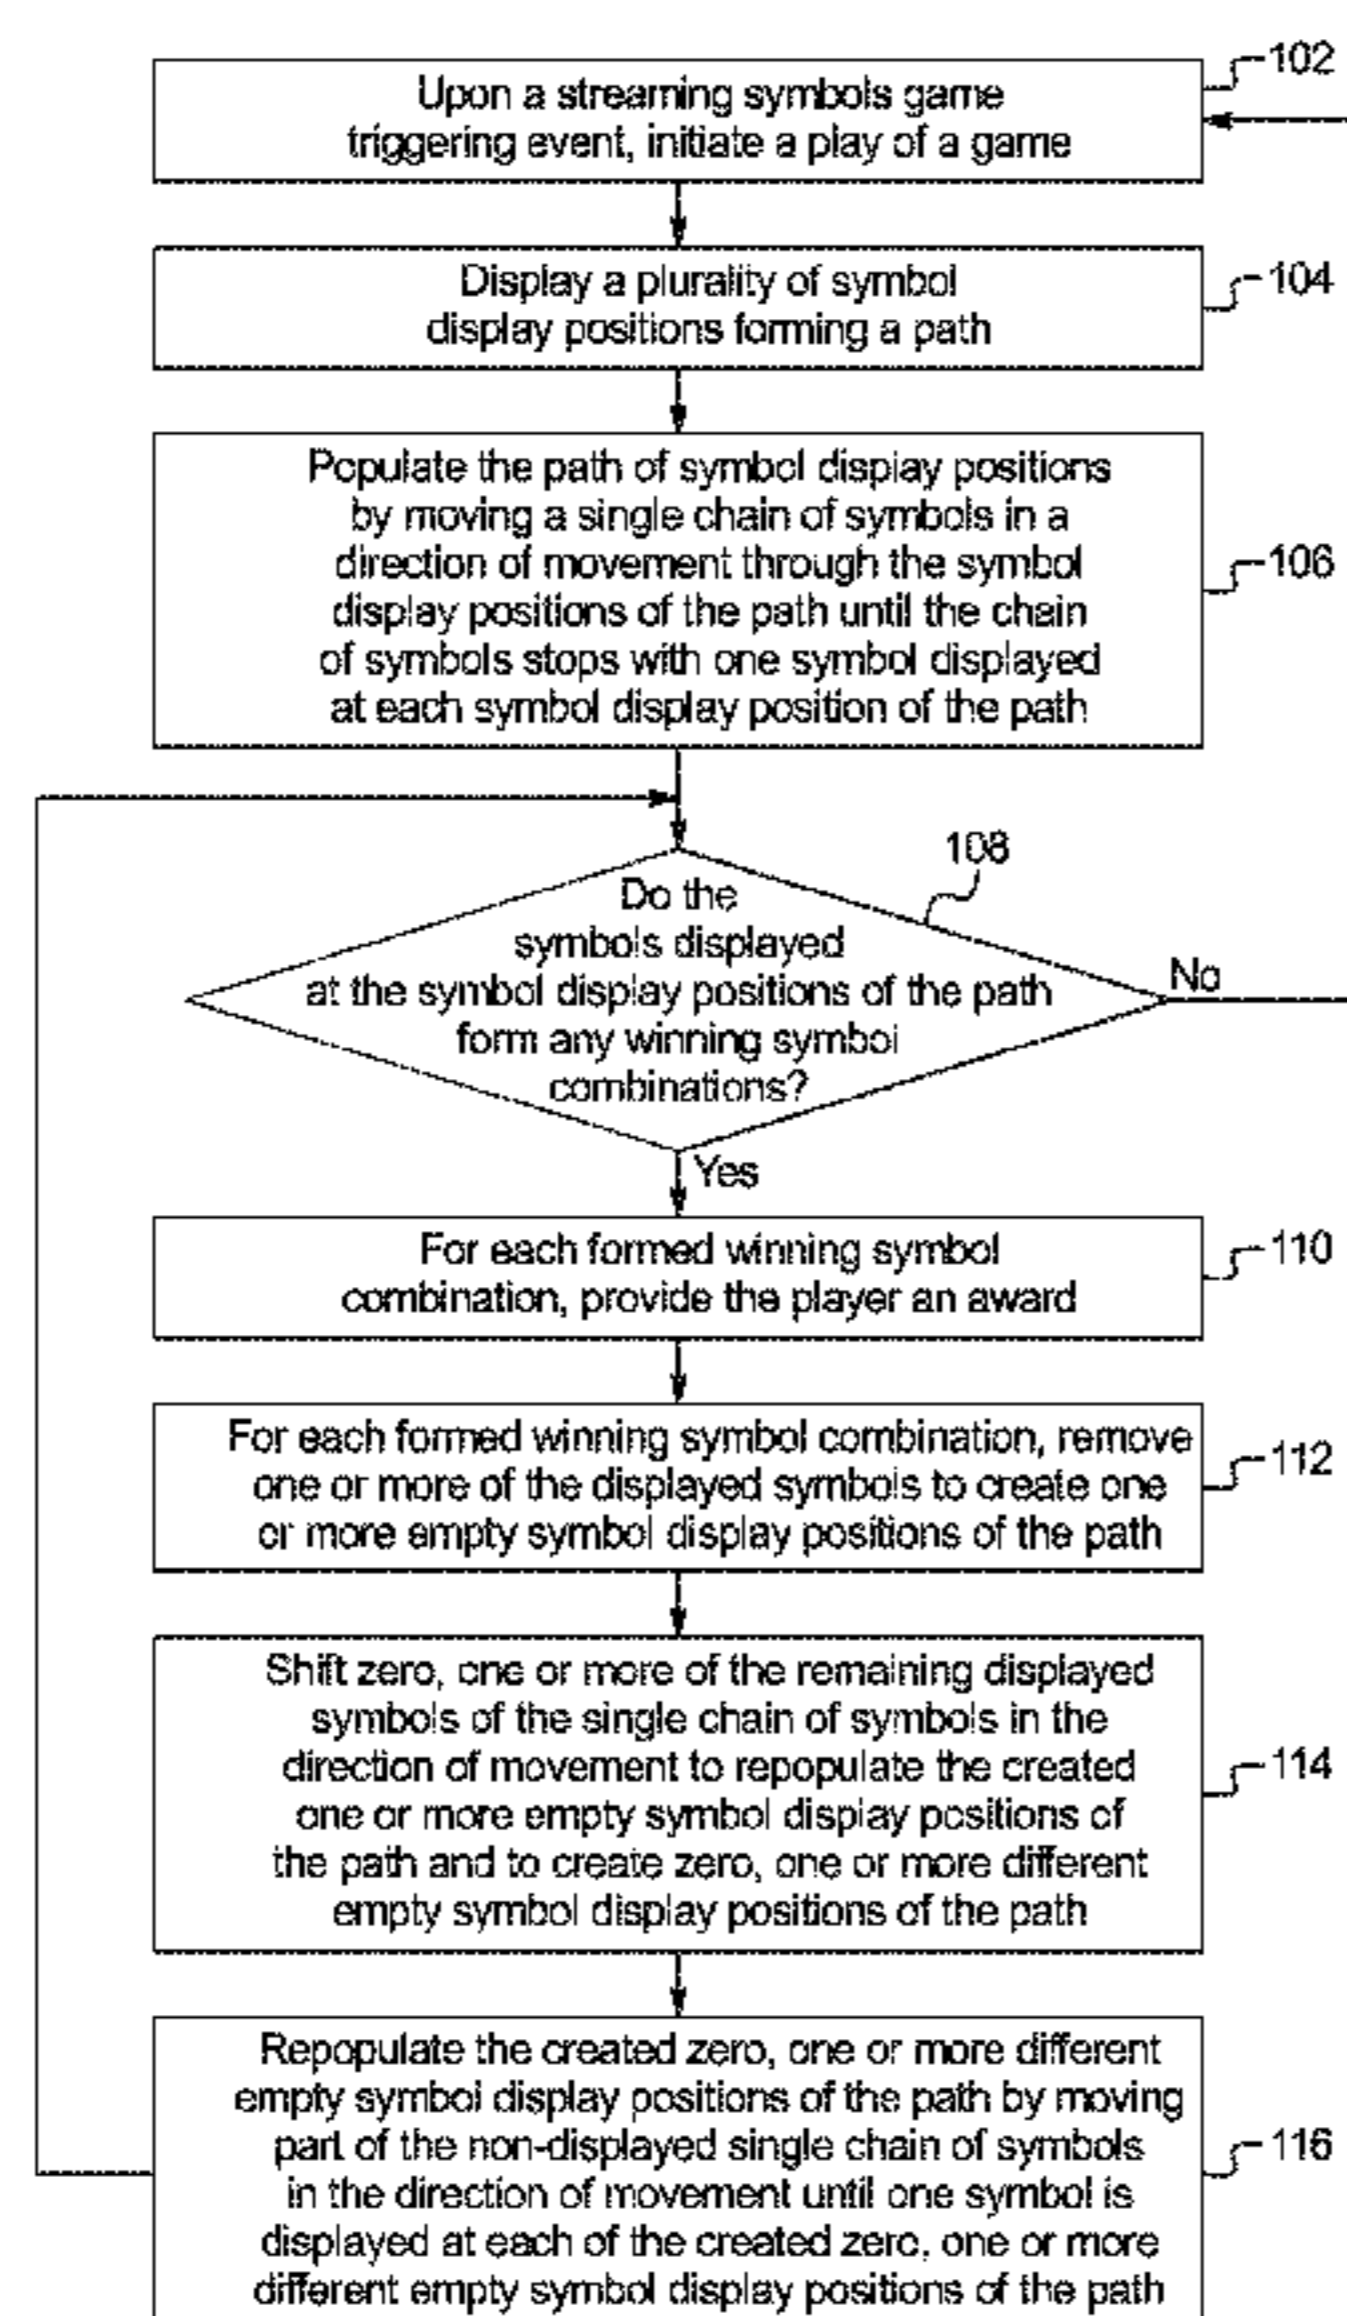 102
Upon a streaming symbols game
triggering event, initiate a play of a game
104
Display a plurality of symbol
display positions forming a path
Populate the path of symbol display positions
by moving a single chain of symbols in a
direction of movement through the symbol
display positions of the path until the chain
of symbols stops with one symbol displayed
at each symbol display position of the path
106
108
Do the
symbols displayed
at the symbol display positions of the path
form any winning symbol
combinations?
No
Yes
For each formed winning symbol
combination, provide the player an award
110
For each formed winning symbol combination, remove
one or more of the displayed symbols to create one
or more empty symbol display positions of the path
112
Shift zero, one or more of the remaining displayed
symbols of the single chain of symbols in the
direction of movement to repopulate the created
one or more empty symbol display positions of
the path and to create zero, one or more different
empty symbol display positions of the path
114
Repopulate the created zero, one or more different
empty symbol display positions of the path by moving
part of the non-displayed single chain of symbols
in the direction of movement until one symbol is
displayed at each of the created zero, one or more
different empty symbol display positions of the path
116